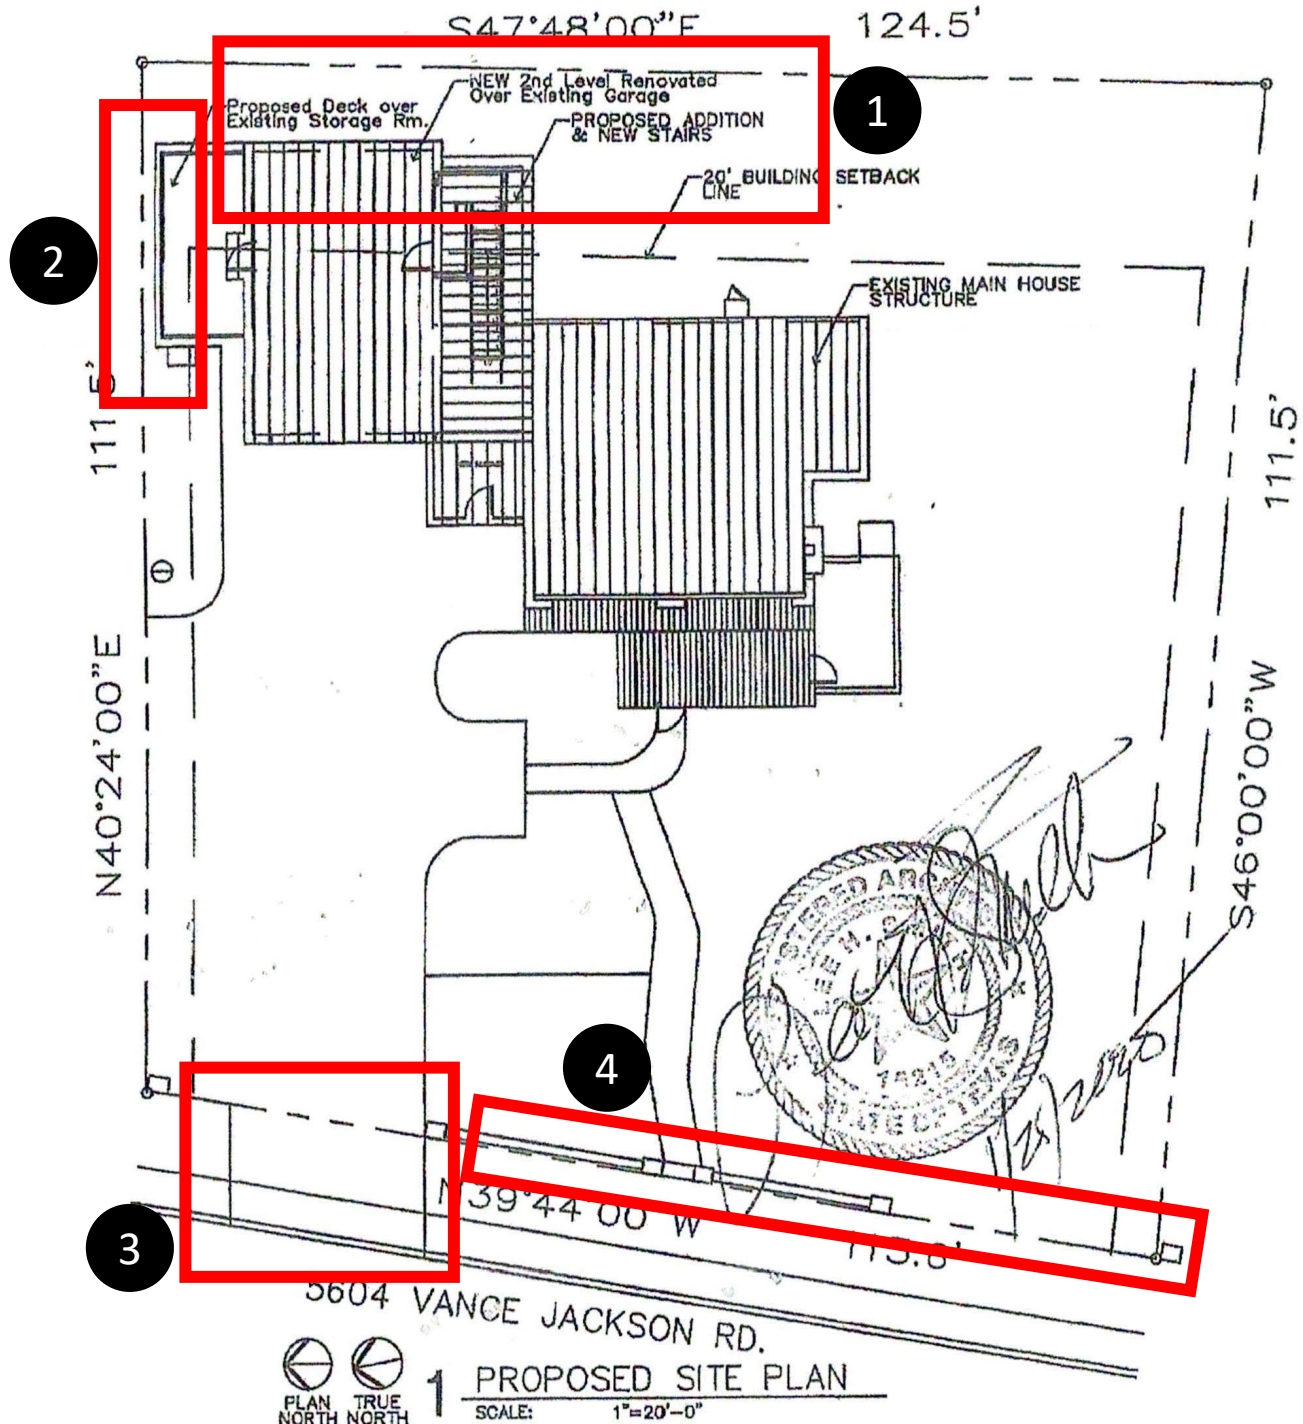 S47°48'00"E 124.5'
1
NEW 2nd Level Renovated
Over Existing Garage
Proposed Deck over
Existing Storage Rm.
PROPOSED ADDITION
& NEW STAIRS
20' BUILDING SETBACK
LINE
2
EXISTING MAIN HOUSE
STRUCTURE
111.5'
111.5'
N40°24'00"E
S46°00'00"W
14215
4
N39°44'00"W
3
5604 VANCE JACKSON RD.
PLAN
NORTH
TRUE
NORTH
1 PROPOSED SITE PLAN
SCALE: 1"=20'-0"